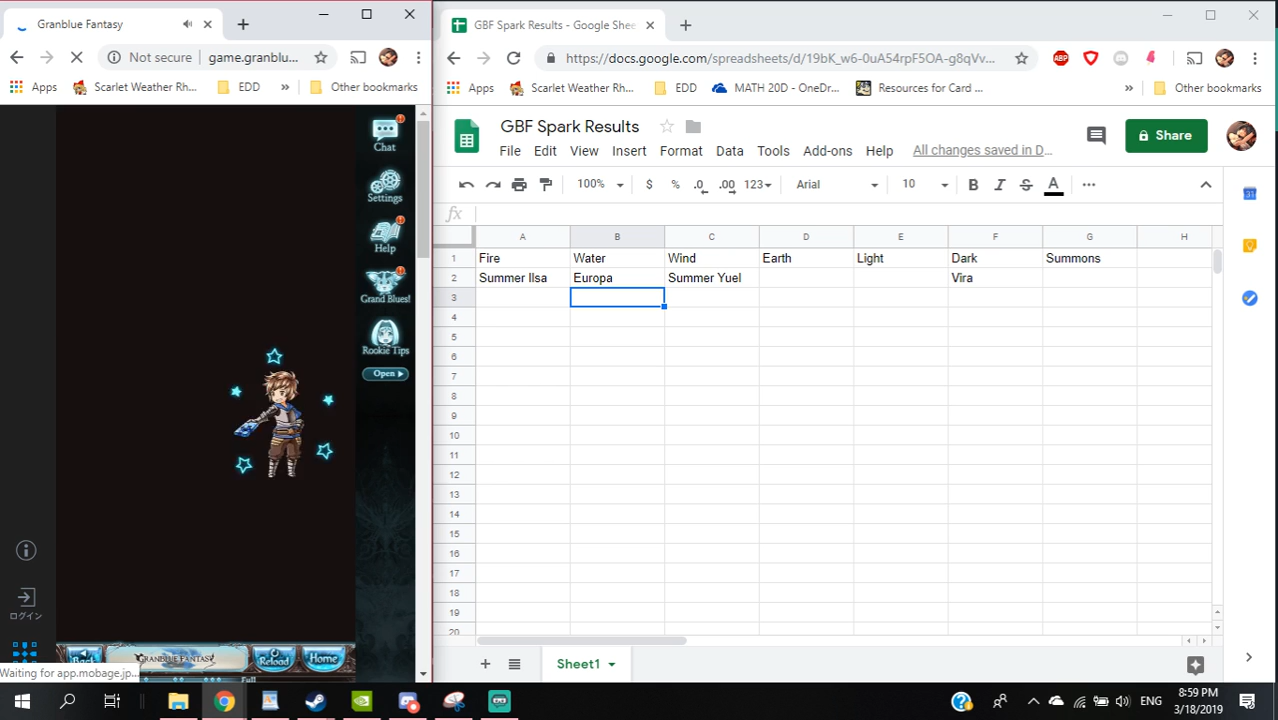 Granblue Fantasy
Not secure game.granblu...
Apps Scarlet Weather Rh... EDD » Other bookmarks
Chat
Settings
Help
Grand Blues!
Rookie Tips
Open
ログイン
Back GRANBLUE FANTASY Reload Home
Full
Waiting for app.mobage.jp...
GBF Spark Results - Google Shee
https://docs.google.com/spreadsheets/d/19bK_w6-0uA54rpF5OA-g8qVv...
ABP
Apps Scarlet Weather Rh... EDD MATH 20D - OneDr... Resources for Card ... » Other bookmarks
GBF Spark Results
File Edit View Insert Format Data Tools Add-ons Help All changes saved in D...
Share
100% $ % .0 .00 123 Arial 10 B I S A
31
fx
A B C D E F G H
1 Fire Water Wind Earth Light Dark Summons
2 Summer Ilsa Europa Summer Yuel Vira
3
4
5
6
7
8
9
10
11
12
13
14
15
16
17
18
19
20
Sheet1
ENG
8:59 PM
3/18/2019